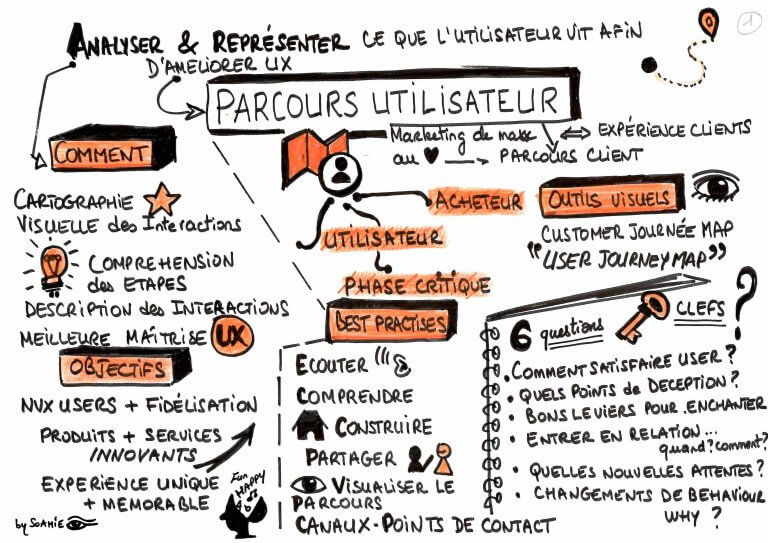 1
ANALYSER & REPRÉSENTER CE QUE L'UTILISATEUR VIT AFIN
D'AMELIORER UX
PARCOURS UTILISATEUR
Marketing de masse ⟺ EXPÉRIENCE CLIENTS
au ♥ → PARCOURS CLIENT
COMMENT
CARTOGRAPHIE
VISUELLE des Interactions
COMPREHENSION
des ETAPES
DESCRIPTION des INTERACTIONS
MEILLEURE MAÎTRISE UX
ACHETEUR
UTILISATEUR
PHASE CRITIQUE
OUTILS VISUELS
CUSTOMER JOURNÉE MAP
"USER JOURNEY MAP"
OBJECTIFS
NVX USERS + FIDÉLISATION
PRODUITS + SERVICES
INNOVANTS
EXPERIENCE UNIQUE
+ MEMORABLE
Fun
HAPPY
by SOAMIE
BEST PRACTISES
ECOUTER
COMPRENDRE
CONSTRUIRE
PARTAGER
VISUALISER LE
PARCOURS
CANAUX - POINTS DE CONTACT
6 questions CLEFS ?
• COMMENT SATISFAIRE USER ?
• QUELS POINTS de DECEPTION ?
• BONS LEVIERS POUR ENCHANTER
• ENTRER EN RELATION...
quand? comment?
• QUELLES NOUVELLES ATTENTES ?
• CHANGEMENTS DE BEHAVIOUR
WHY ?